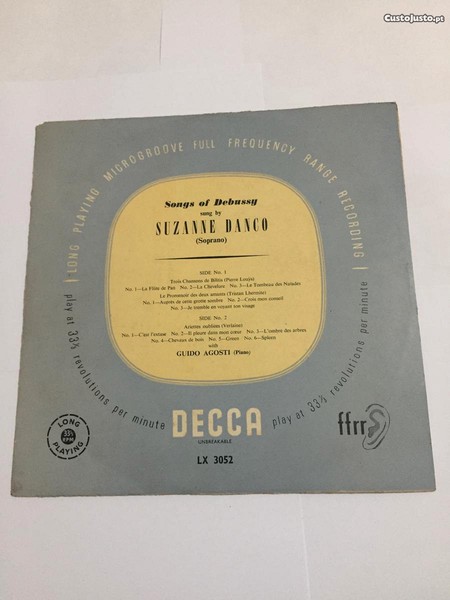 CustoJusto.pt
LONG PLAYING MICROGROOVE FULL FREQUENCY RANGE RECORDING
Songs of Debussy
sung by
SUZANNE DANCO
(Soprano)
SIDE No. 1
Trois Chansons de Bilitis (Pierre Louÿs)
No. 1—La Flûte de Pan No. 2—La Chevelure No. 3—Le Tombeau des Naïades
Le Promenoir des deux amants (Tristan Lhermite)
No. 1—Auprès de cette grotte sombre No. 2—Crois mon conseil
No. 3—Je tremble en voyant ton visage
SIDE No. 2
Ariettes oubliées (Verlaine)
No. 1—C'est l'extase No. 2—Il pleure dans mon cœur No. 3—L'ombre des arbres
No. 4—Chevaux de bois No. 5—Green No. 6—Spleen
with
GUIDO AGOSTI (Piano)
play at 33⅓ revolutions per minute
DECCA
play at 33⅓ revolutions per minute
UNBREAKABLE
LX 3052
LONG
33⅓
RPM
PLAYING
ffrr